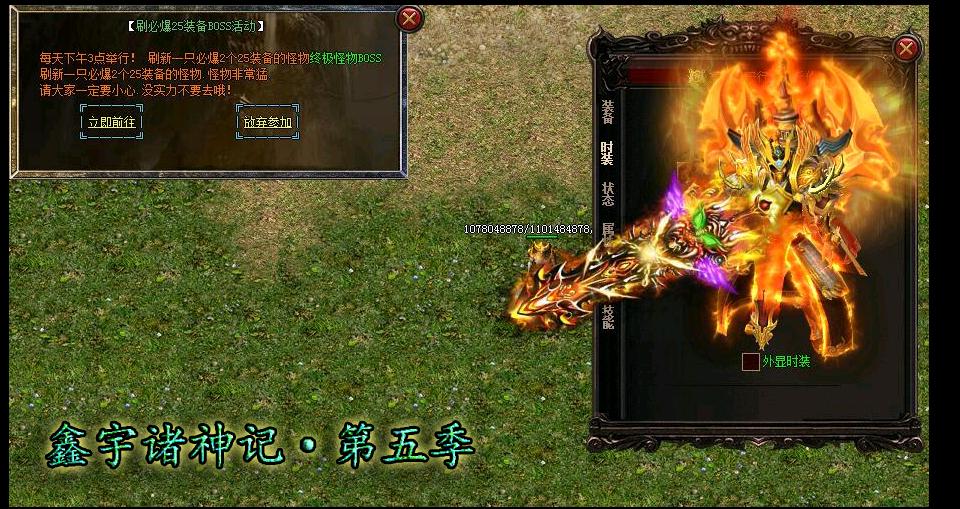 【刷必爆25装备BOSS活动】
每天下午3点举行！ 刷新一只必爆2个25装备的怪物终极怪物BOSS
刷新一只必爆2个25装备的怪物.怪物非常猛.
请大家一定要小心.没实力不要去哦！
立即前往
放弃参加
装备
时装
状态
属
技能
1078048878/1101484878,
外显时装
鑫宇诸神记·第五季